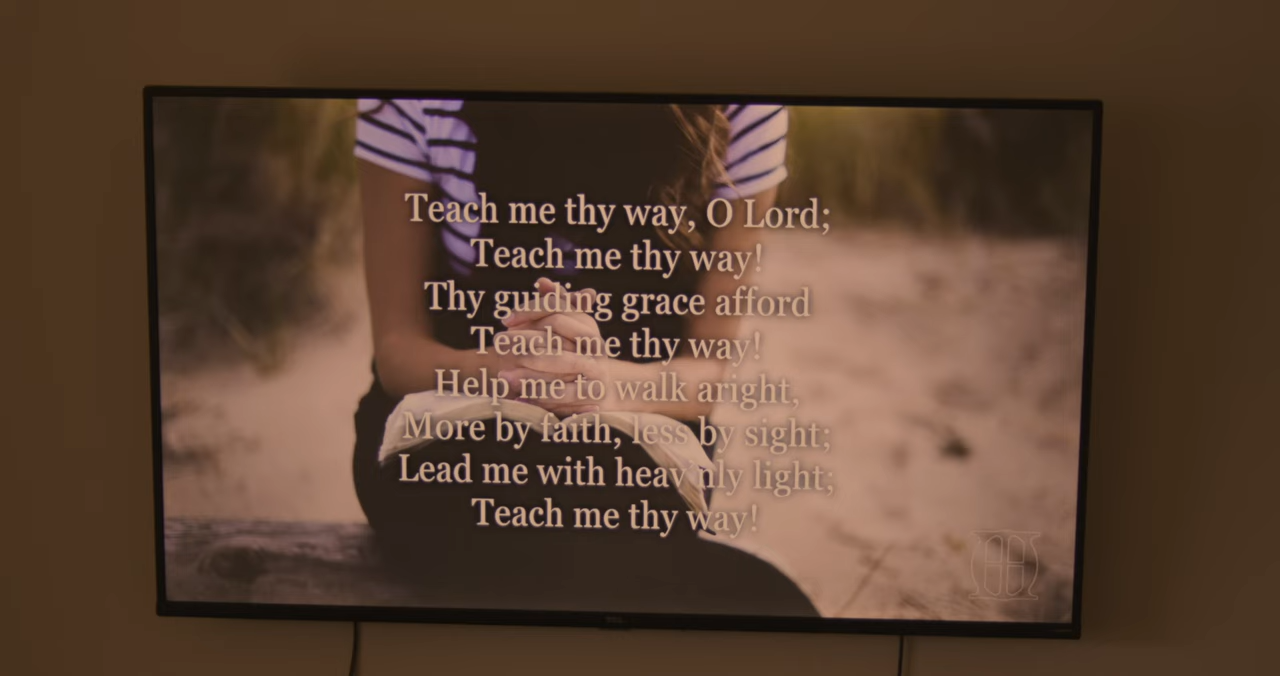 Teach me thy way, O Lord;
Teach me thy way!
Thy guiding grace afford
Teach me thy way!
Help me to walk aright,
More by faith, less by sight;
Lead me with heav'nly light;
Teach me thy way!
TCL